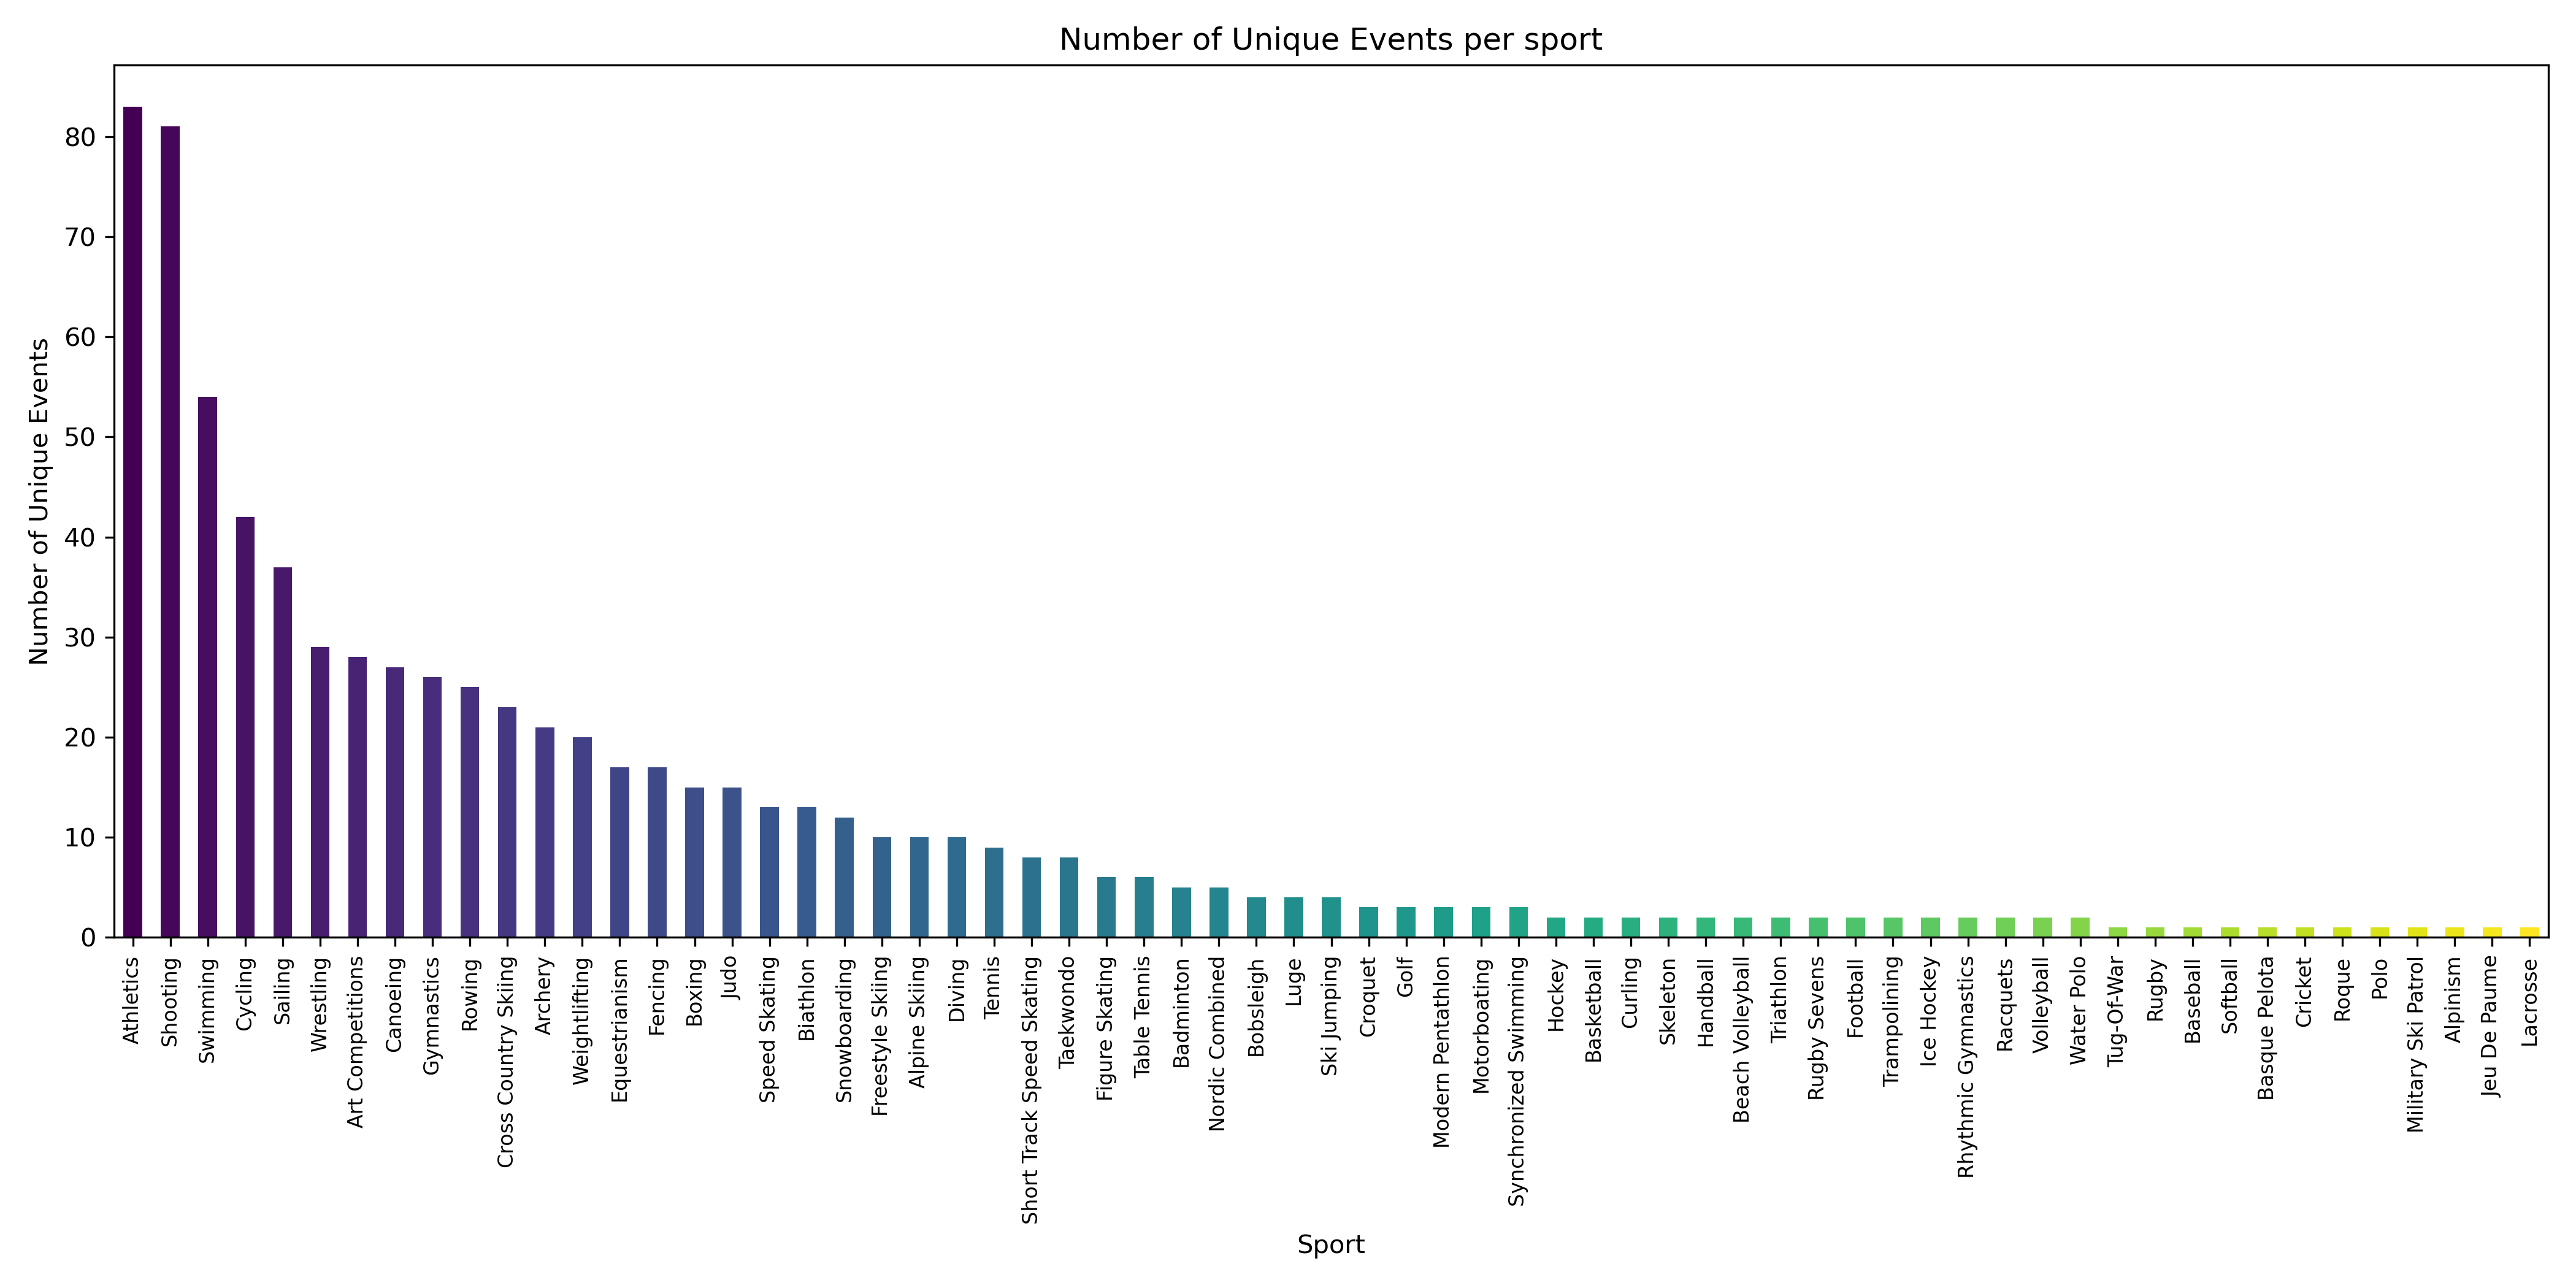 Number of Unique Events per sport
Number of Unique Events
80
70
60
50
40
30
20
10
0
Athletics
Shooting
Swimming
Cycling
Sailing
Wrestling
Art Competitions
Canoeing
Gymnastics
Rowing
Cross Country Skiing
Archery
Weightlifting
Equestrianism
Fencing
Boxing
Judo
Speed Skating
Biathlon
Snowboarding
Freestyle Skiing
Alpine Skiing
Diving
Tennis
Short Track Speed Skating
Taekwondo
Figure Skating
Table Tennis
Badminton
Nordic Combined
Bobsleigh
Luge
Ski Jumping
Croquet
Golf
Modern Pentathlon
Motorboating
Synchronized Swimming
Hockey
Basketball
Curling
Skeleton
Handball
Beach Volleyball
Triathlon
Rugby Sevens
Football
Trampolining
Ice Hockey
Rhythmic Gymnastics
Racquets
Volleyball
Water Polo
Tug-Of-War
Rugby
Baseball
Softball
Basque Pelota
Cricket
Roque
Polo
Military Ski Patrol
Alpinism
Jeu De Paume
Lacrosse
Sport